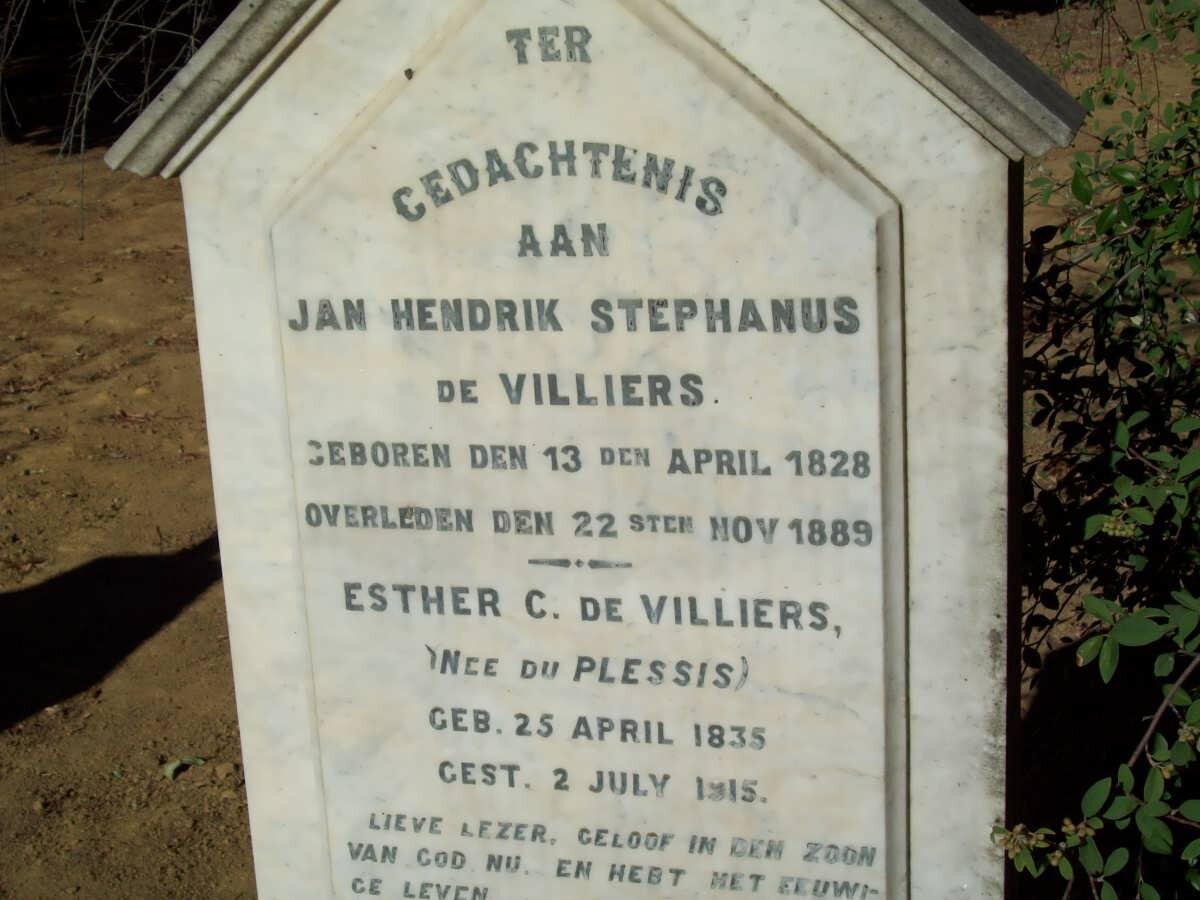 TER
GEDACHTENIS
AAN
JAN HENDRIK STEPHANUS
DE VILLIERS.
GEBOREN DEN 13 DEN APRIL 1828
OVERLEDEN DEN 22 STEN NOV 1889
ESTHER C. DE VILLIERS,
(NEE DU PLESSIS)
GEB. 25 APRIL 1835
GEST. 2 JULY 1915.
LIEVE LEZER, GELOOF IN DEN ZOON
VAN GOD NU. EN HEBT HET EEUWI-
GE LEVEN